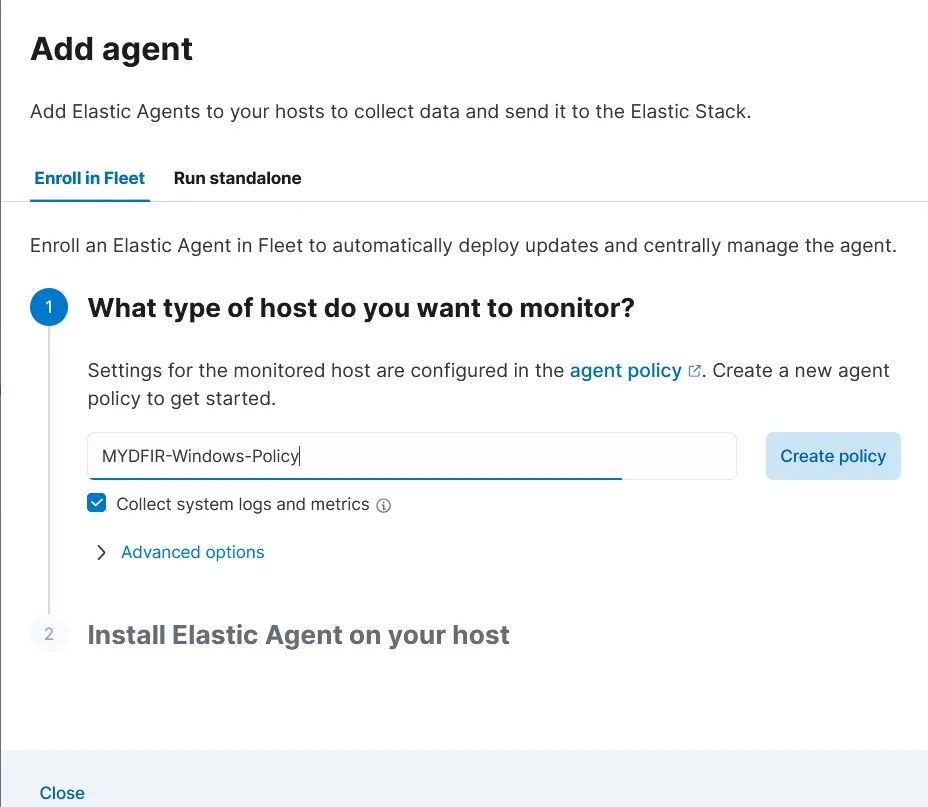 Add agent
Add Elastic Agents to your hosts to collect data and send it to the Elastic Stack.
Enroll in Fleet Run standalone
Enroll an Elastic Agent in Fleet to automatically deploy updates and centrally manage the agent.
1 What type of host do you want to monitor?
Settings for the monitored host are configured in the agent policy. Create a new agent
policy to get started.
MYDFIR-Windows-Policy Create policy
Collect system logs and metrics
Advanced options
2 Install Elastic Agent on your host
Close